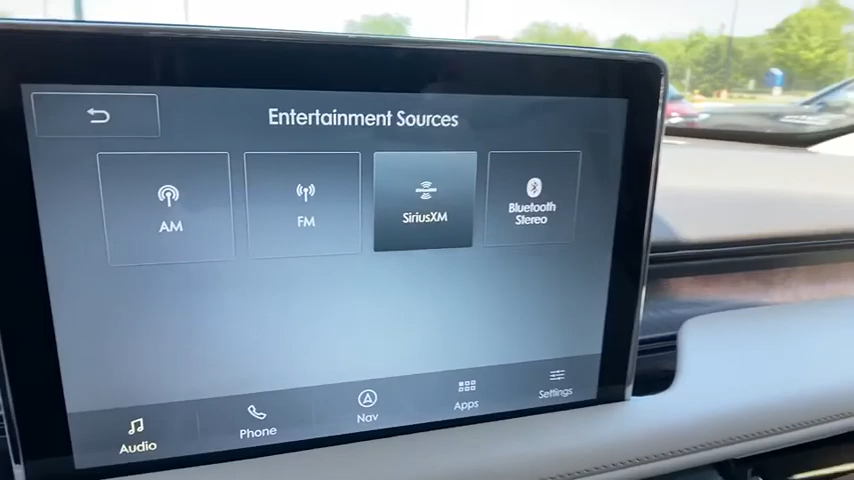 Entertainment Sources
AM
FM
SiriusXM
Bluetooth
Stereo
Audio
Phone
Nav
Apps
Settings